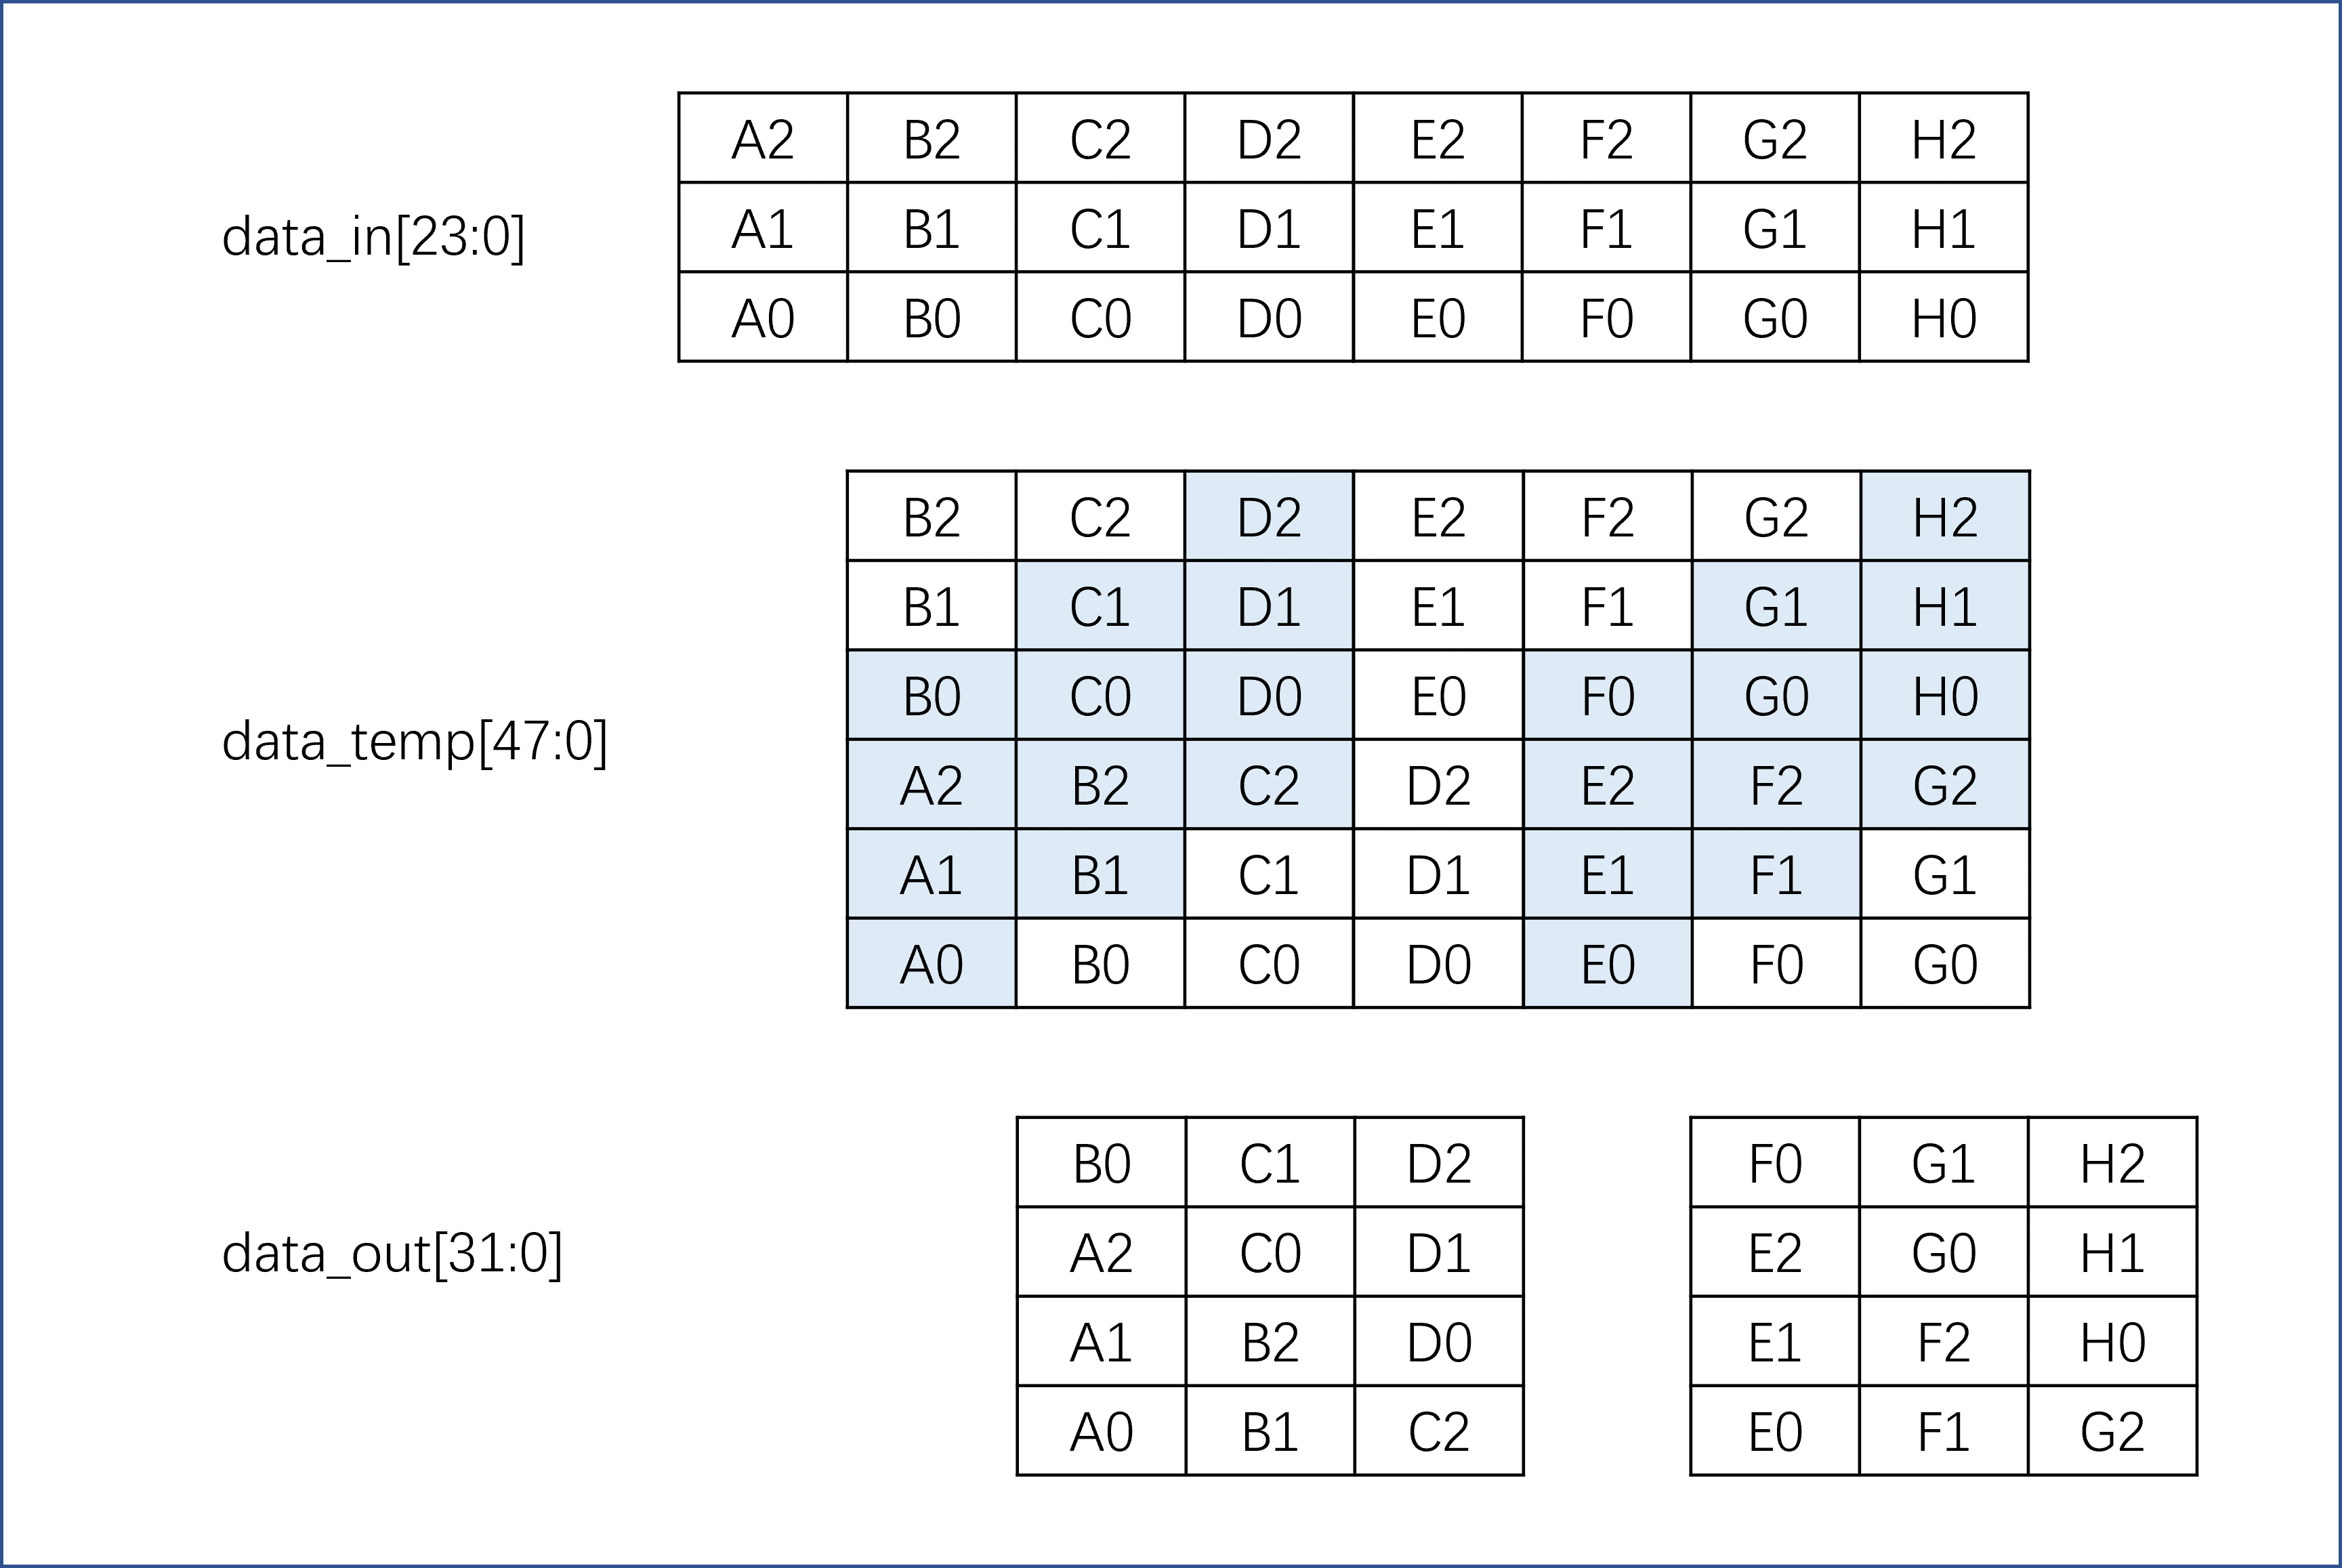 A2 B2 C2 D2 E2 F2 G2 H2
data_in[23:0] A1 B1 C1 D1 E1 F1 G1 H1
A0 B0 C0 D0 E0 F0 G0 H0
B2 C2 D2 E2 F2 G2 H2
B1 C1 D1 E1 F1 G1 H1
B0 C0 D0 E0 F0 G0 H0
data_temp[47:0] A2 B2 C2 D2 E2 F2 G2
A1 B1 C1 D1 E1 F1 G1
A0 B0 C0 D0 E0 F0 G0
B0 C1 D2 F0 G1 H2
data_out[31:0] A2 C0 D1 E2 G0 H1
A1 B2 D0 E1 F2 H0
A0 B1 C2 E0 F1 G2